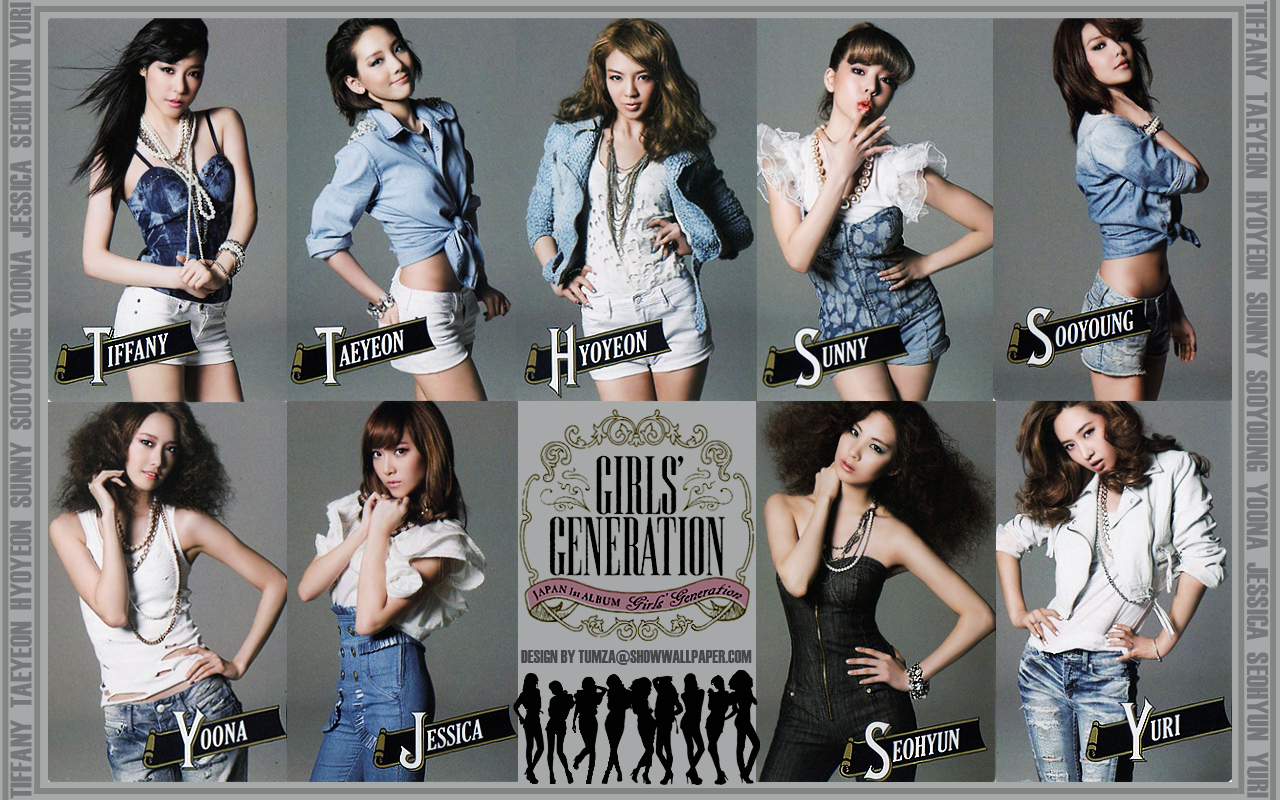 TIFFANY TAEYEON HYOYEON SUNNY SOOYOUNG YOONA JESSICA SEOHYUN YURI
TIFFANY
TAEYEON
HYOYEON
SUNNY
SOOYOUNG
YOONA
JESSICA
GIRLS'
GENERATION
JAPAN 1st ALBUM Girls' Generation
DESIGN BY TUMZA@SHOWWALLPAPER.COM
SEOHYUN
YURI
TIFFANY TAEYEON HYOYEON SUNNY SOOYOUNG YOONA JESSICA SEOHYUN YURI